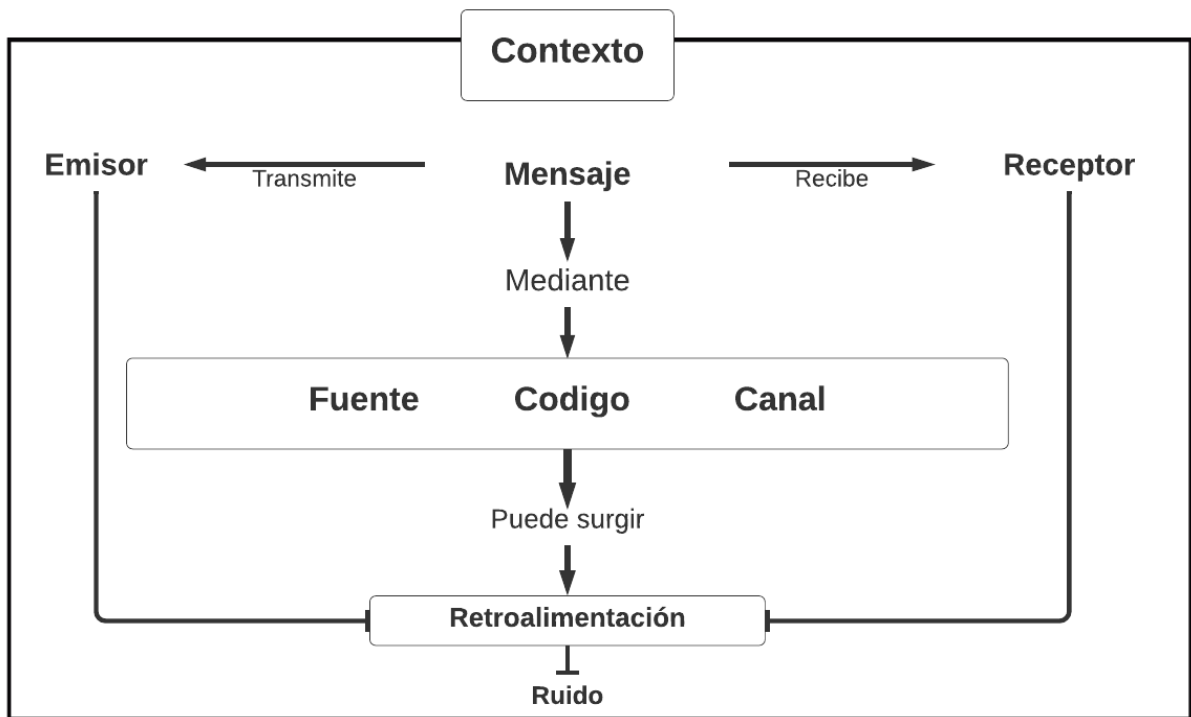 Contexto
Emisor
Transmite
Mensaje
Recibe
Receptor
Mediante
Fuente Codigo Canal
Puede surgir
Retroalimentación
Ruido